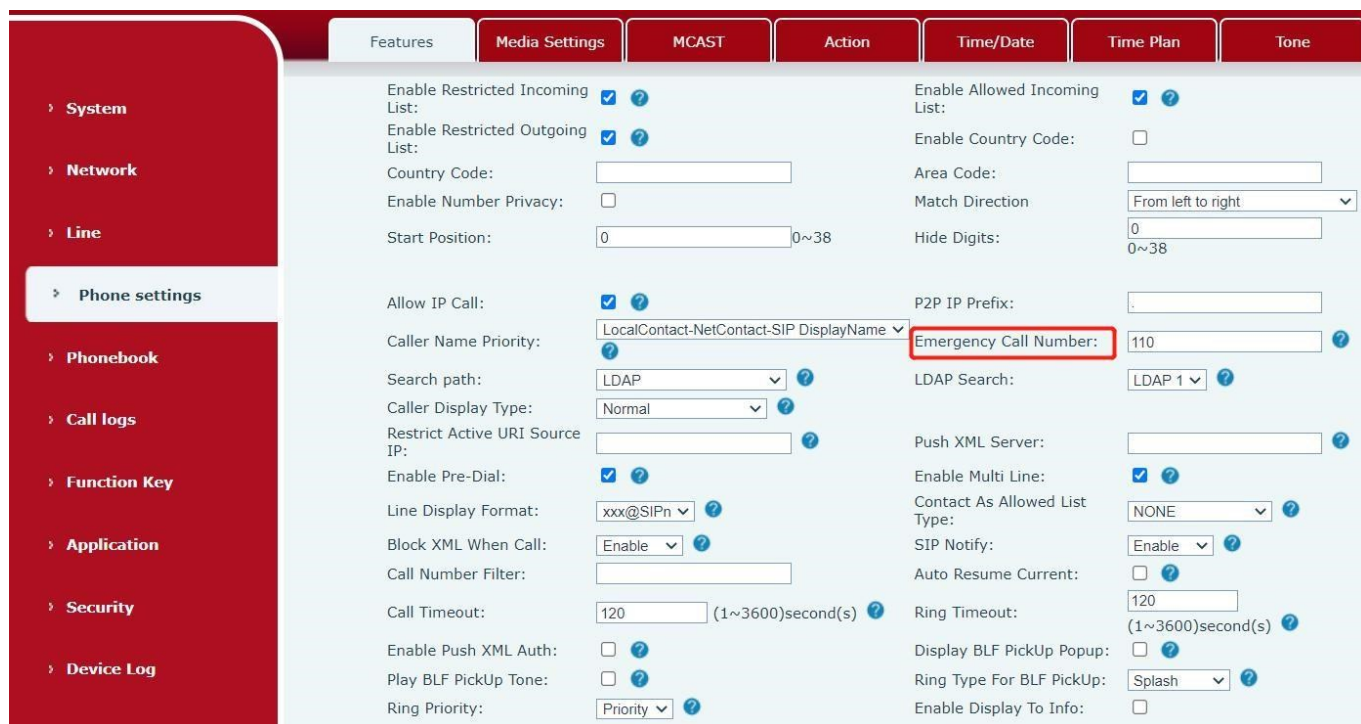 Features
Media Settings
MCAST
Action
Time/Date
Time Plan
Tone
System
Network
Line
Phone settings
Phonebook
Call logs
Function Key
Application
Security
Device Log
Enable Restricted Incoming
List:
Enable Allowed Incoming
List:
Enable Restricted Outgoing
List:
Enable Country Code:
Country Code:
Area Code:
Enable Number Privacy:
Match Direction
From left to right
Start Position:
0
0~38
Hide Digits:
0
0~38
Allow IP Call:
P2P IP Prefix:
.
Caller Name Priority:
LocalContact-NetContact-SIP DisplayName
Emergency Call Number:
110
Search path:
LDAP
LDAP Search:
LDAP 1
Caller Display Type:
Normal
Restrict Active URI Source
IP:
Push XML Server:
Enable Pre-Dial:
Enable Multi Line:
Line Display Format:
xxx@SIPn
Contact As Allowed List
Type:
NONE
Block XML When Call:
Enable
SIP Notify:
Enable
Call Number Filter:
Auto Resume Current:
Call Timeout:
120
(1~3600)second(s)
Ring Timeout:
120
(1~3600)second(s)
Enable Push XML Auth:
Display BLF PickUp Popup:
Play BLF PickUp Tone:
Ring Type For BLF PickUp:
Splash
Ring Priority:
Priority
Enable Display To Info: